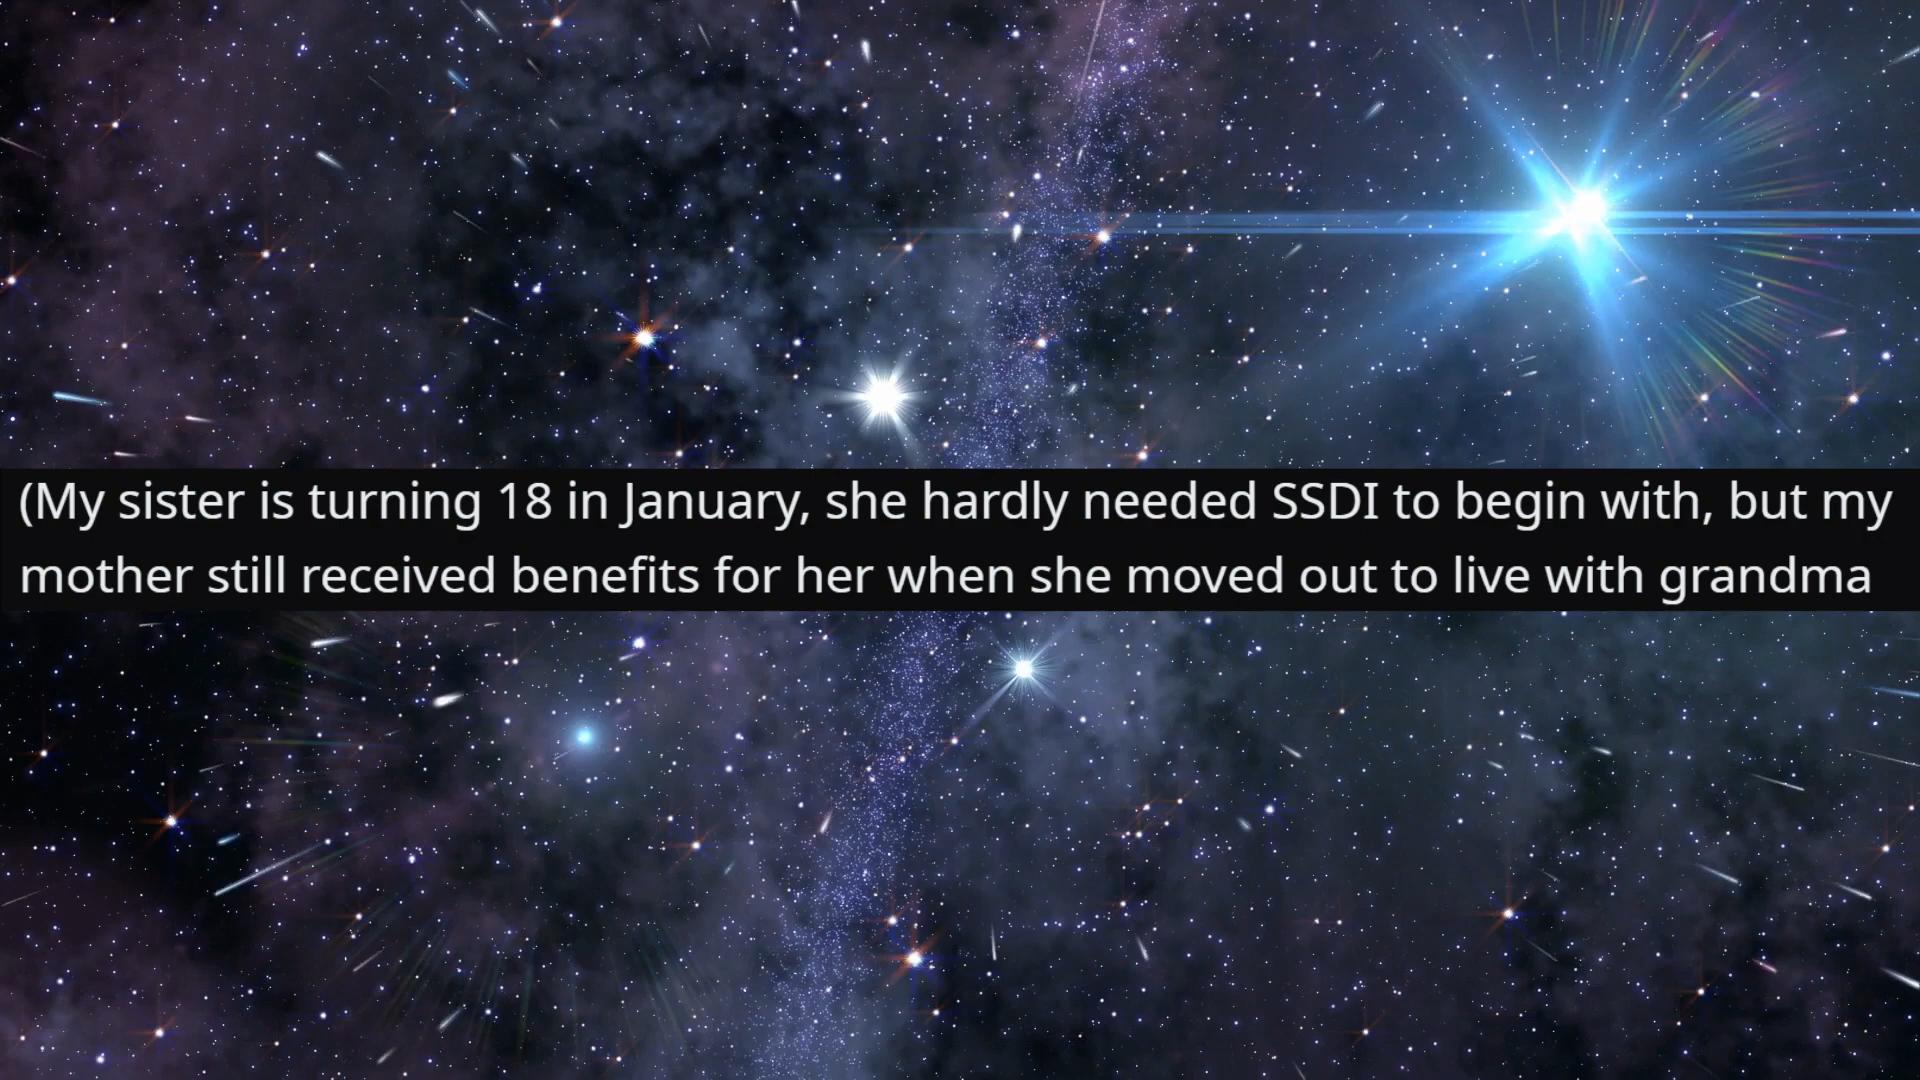 (My sister is turning 18 in January, she hardly needed SSDI to begin with, but my
mother still received benefits for her when she moved out to live with grandma